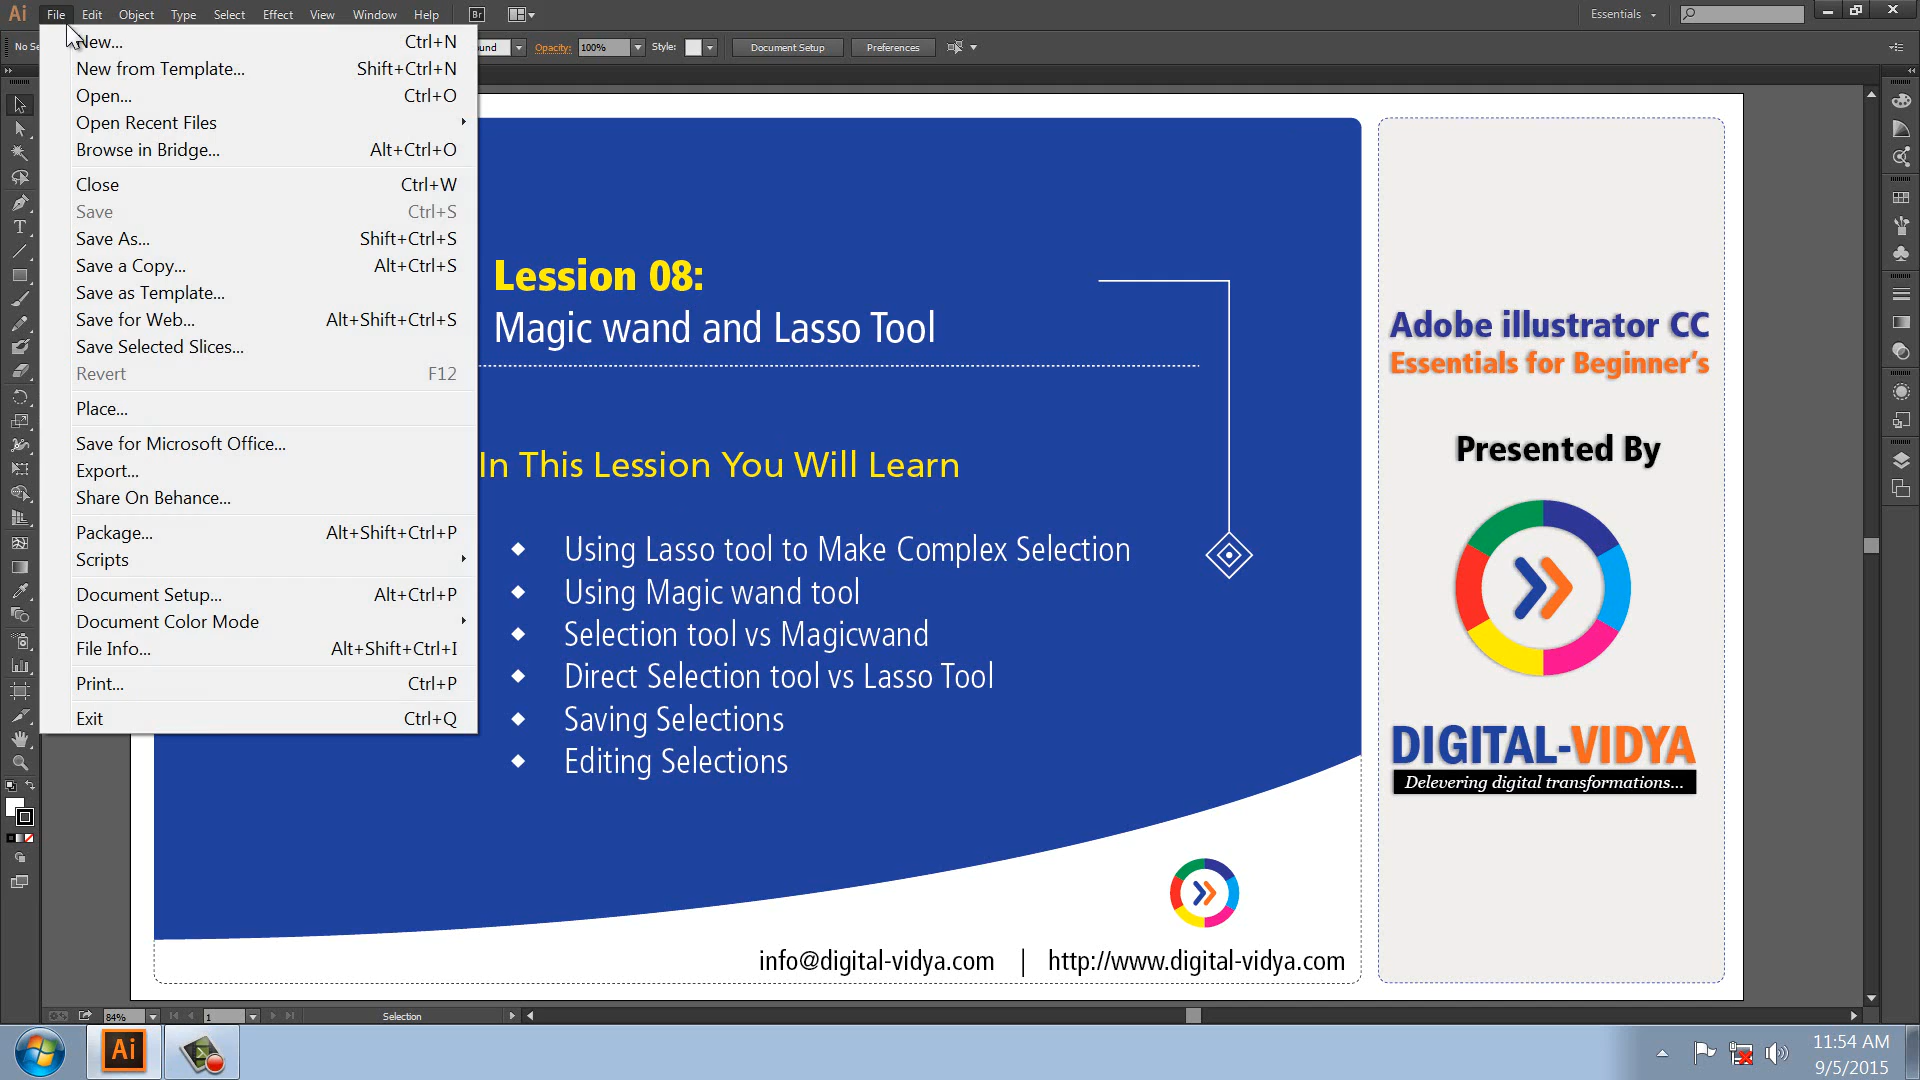 Ai File Edit Object Type Select Effect View Window Help Br Essentials
No Se und Opacity: 100% Style: Document Setup Preferences
New... Ctrl+N
New from Template... Shift+Ctrl+N
Open... Ctrl+O
Open Recent Files
Browse in Bridge... Alt+Ctrl+O
Close Ctrl+W
Save Ctrl+S
Save As... Shift+Ctrl+S
Save a Copy... Alt+Ctrl+S
Save as Template...
Save for Web... Alt+Shift+Ctrl+S
Save Selected Slices...
Revert F12
Place...
Save for Microsoft Office...
Export...
Share On Behance...
Package... Alt+Shift+Ctrl+P
Scripts
Document Setup... Alt+Ctrl+P
Document Color Mode
File Info... Alt+Shift+Ctrl+I
Print... Ctrl+P
Exit Ctrl+Q
Lession 08:
Magic wand and Lasso Tool
In This Lession You Will Learn
Using Lasso tool to Make Complex Selection
Using Magic wand tool
Selection tool vs Magicwand
Direct Selection tool vs Lasso Tool
Saving Selections
Editing Selections
info@digital-vidya.com | http://www.digital-vidya.com
Adobe illustrator CC
Essentials for Beginner's
Presented By
DIGITAL-VIDYA
Delevering digital transformations...
84% 1 Selection
Ai
11:54 AM
9/5/2015